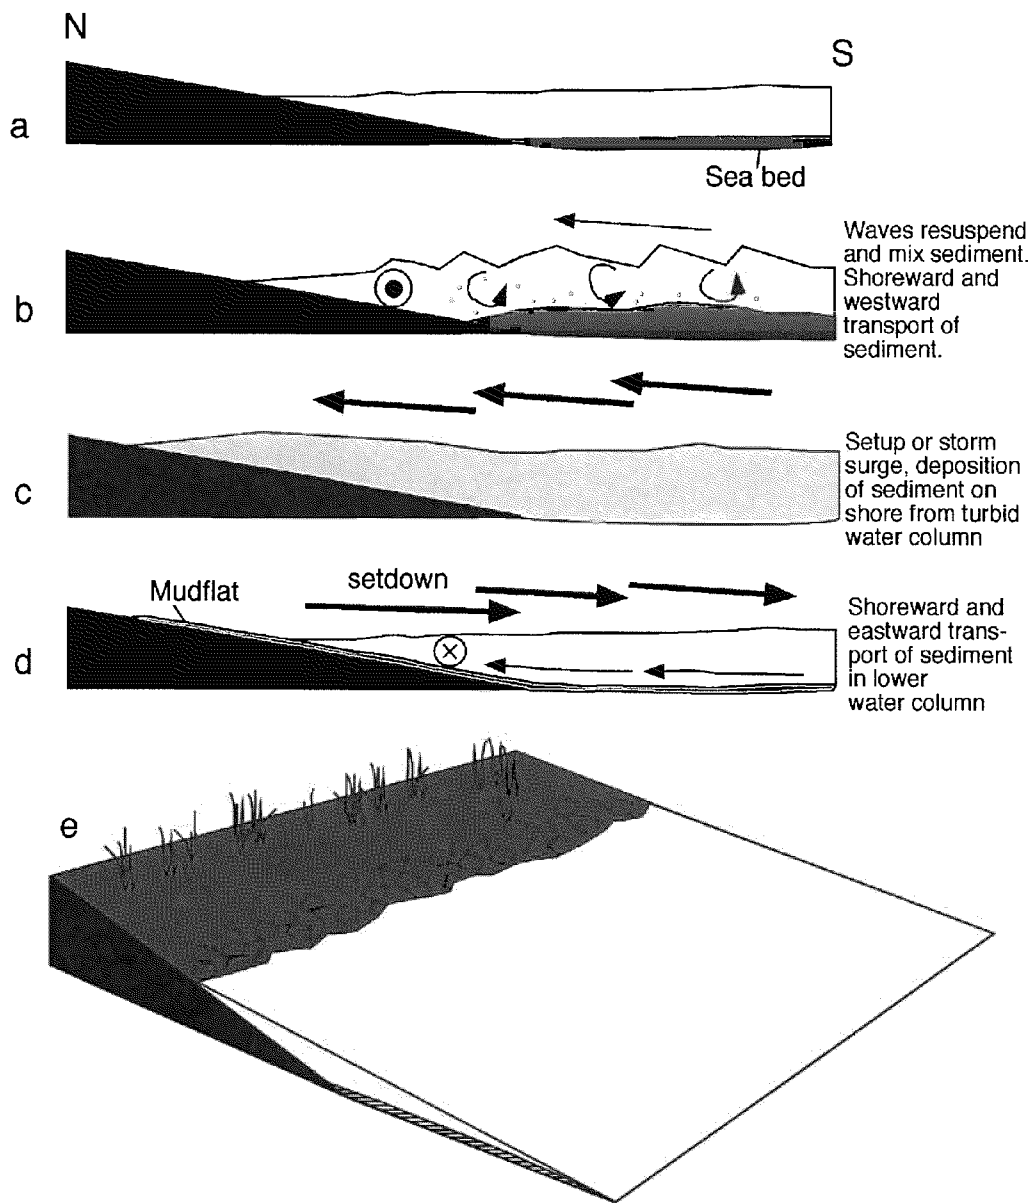 N
S
a
Sea bed
b
Waves resuspend
and mix sediment.
Shoreward and
westward
transport of
sediment.
c
Setup or storm
surge, deposition
of sediment on
shore from turbid
water column
d
Mudflat
setdown
Shoreward and
eastward trans-
port of sediment
in lower
water column
e